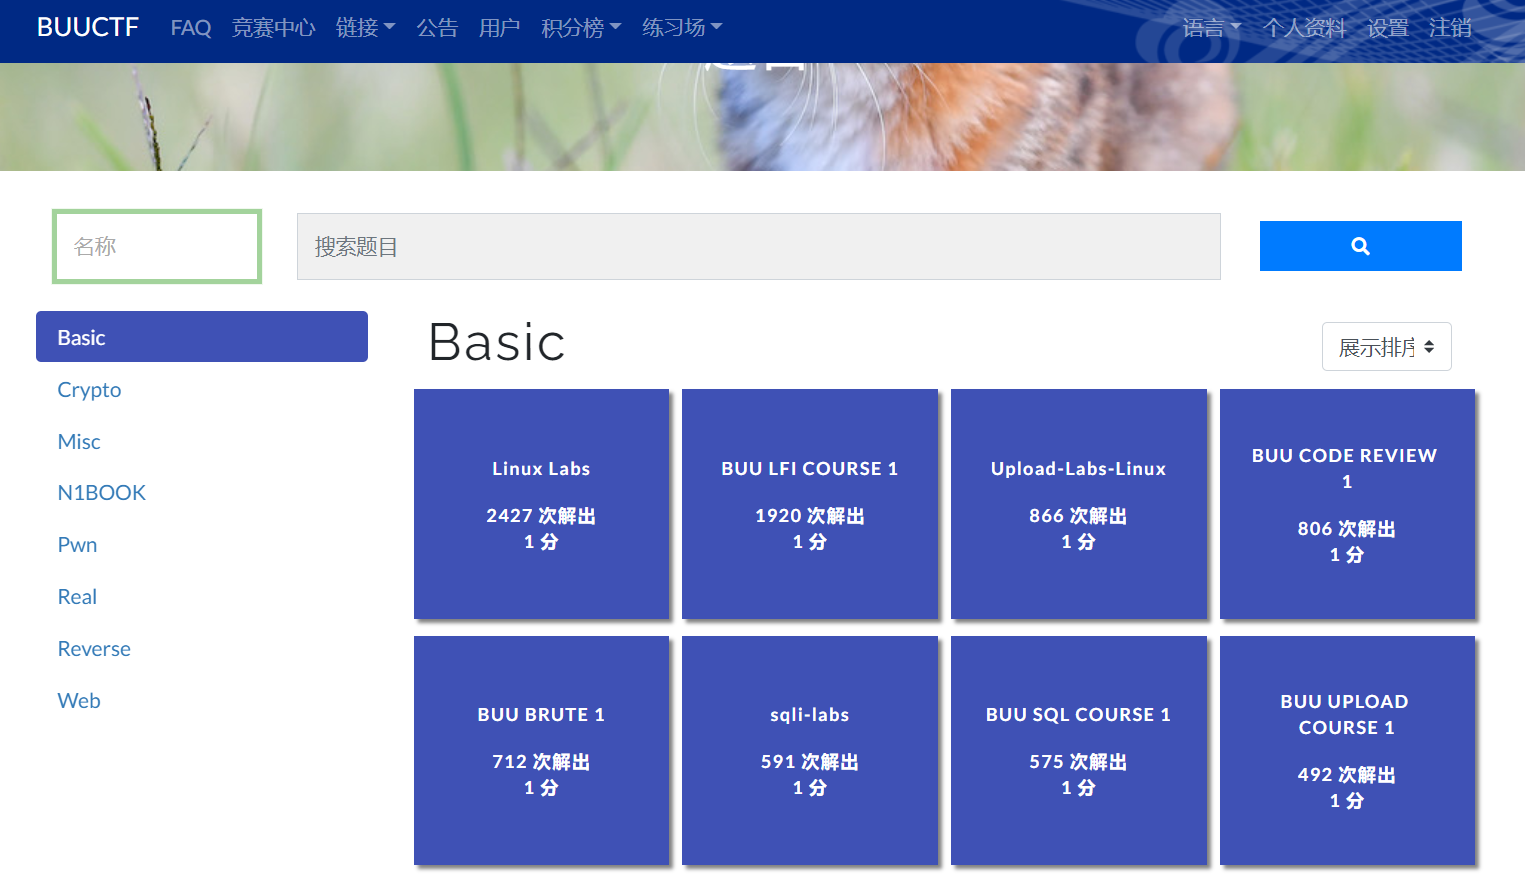 BUUCTF FAQ 竞赛中心 链接 公告 用户 积分榜 练习场 语言 个人资料 设置 注销
名称 搜索题目
Basic
Crypto
Misc
N1BOOK
Pwn
Real
Reverse
Web
Basic
展示排序
Linux Labs
2427 次解出
1 分
BUU LFI COURSE 1
1920 次解出
1 分
Upload-Labs-Linux
866 次解出
1 分
BUU CODE REVIEW
1
806 次解出
1 分
BUU BRUTE 1
712 次解出
1 分
sqli-labs
591 次解出
1 分
BUU SQL COURSE 1
575 次解出
1 分
BUU UPLOAD
COURSE 1
492 次解出
1 分